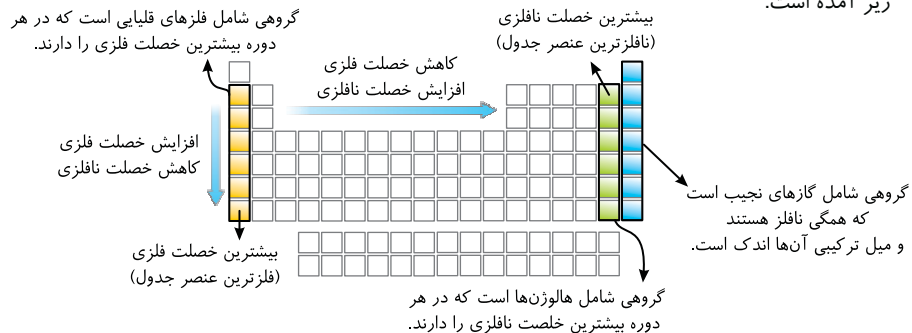 زیر آمده است.
گروهی شامل فلزهای قلیایی است که در هر
دوره بیشترین خصلت فلزی را دارند.
بیشترین خصلت نافلزی
(نافلزترین عنصر جدول)
کاهش خصلت فلزی
افزایش خصلت نافلزی
افزایش خصلت فلزی
کاهش خصلت نافلزی
گروهی شامل گازهای نجیب است
که همگی نافلز هستند
و میل ترکیبی آن‌ها اندک است.
بیشترین خصلت فلزی
(فلزترین عنصر جدول)
گروهی شامل هالوژن‌ها است که در هر
دوره بیشترین خلصت نافلزی را دارند.